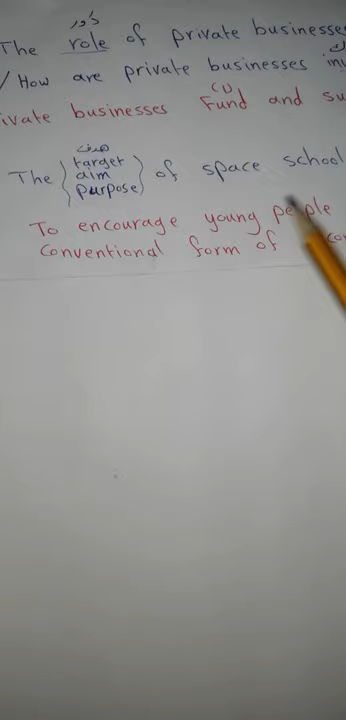 دور
The role of private businesses
/ How are private businesses
(1)
ivate businesses Fund and su
هدف
target
The aim of space school
purpose
To encourage young people
Conventional form of